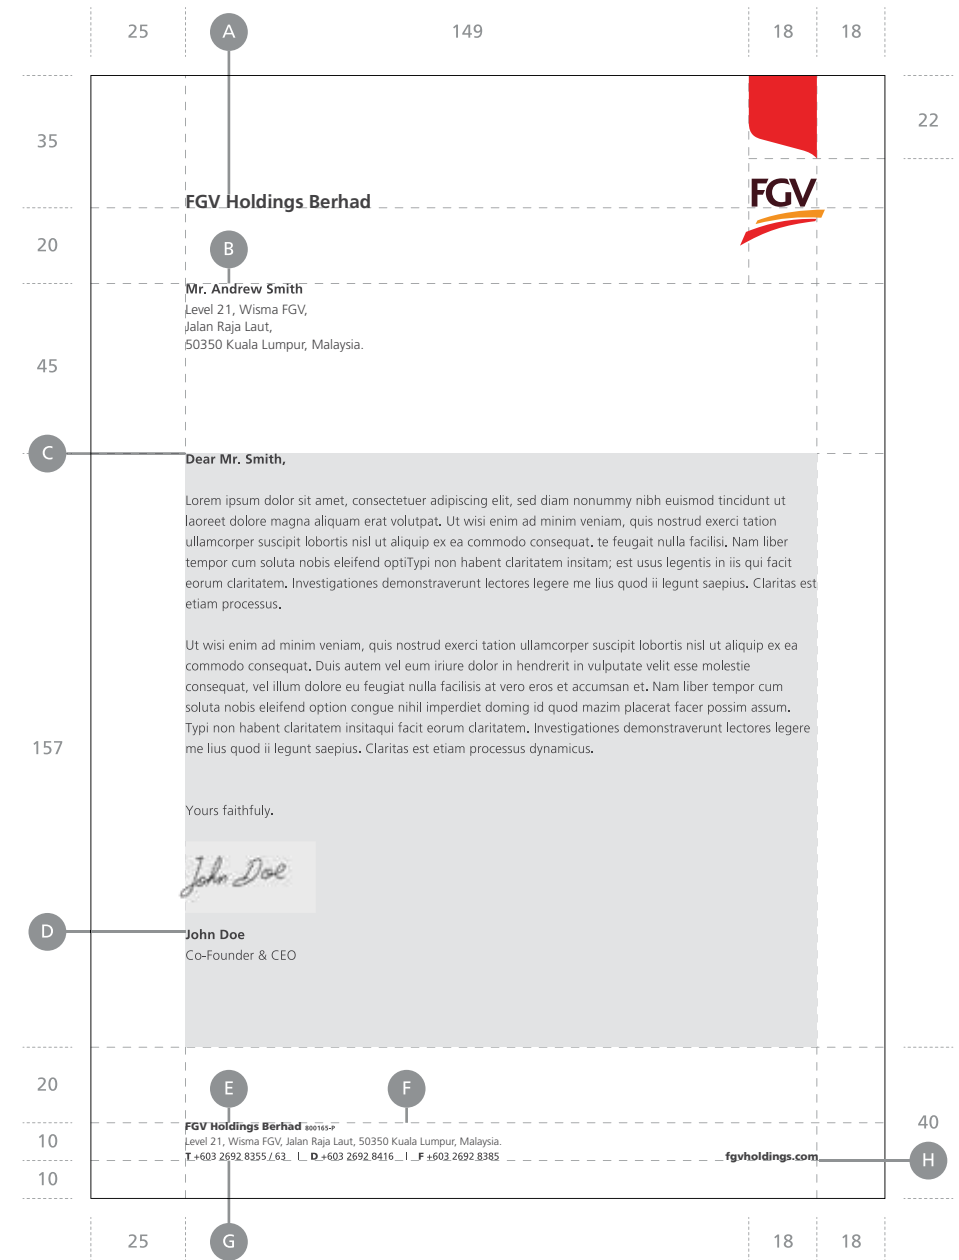 25 A 149 18 18
35
22
FGV Holdings Berhad
FGV
20
B
Mr. Andrew Smith
Level 21, Wisma FGV,
Jalan Raja Laut,
50350 Kuala Lumpur, Malaysia.
45
C
Dear Mr. Smith,
Lorem ipsum dolor sit amet, consectetuer adipiscing elit, sed diam nonummy nibh euismod tincidunt ut
laoreet dolore magna aliquam erat volutpat. Ut wisi enim ad minim veniam, quis nostrud exerci tation
ullamcorper suscipit lobortis nisl ut aliquip ex ea commodo consequat. te feugait nulla facilisi. Nam liber
tempor cum soluta nobis eleifend optiTypi non habent claritatem insitam; est usus legentis in iis qui facit
eorum claritatem. Investigationes demonstraverunt lectores legere me lius quod ii legunt saepius. Claritas est
etiam processus.
Ut wisi enim ad minim veniam, quis nostrud exerci tation ullamcorper suscipit lobortis nisl ut aliquip ex ea
commodo consequat. Duis autem vel eum iriure dolor in hendrerit in vulputate velit esse molestie
consequat, vel illum dolore eu feugiat nulla facilisis at vero eros et accumsan et. Nam liber tempor cum
soluta nobis eleifend option congue nihil imperdiet doming id quod mazim placerat facer possim assum.
Typi non habent claritatem insitaqui facit eorum claritatem. Investigationes demonstraverunt lectores legere
me lius quod ii legunt saepius. Claritas est etiam processus dynamicus.
157
Yours faithfuly.
John Doe
D
John Doe
Co-Founder & CEO
20
E F
FGV Holdings Berhad 800165-P
40
10
Level 21, Wisma FGV, Jalan Raja Laut, 50350 Kuala Lumpur, Malaysia.
T +603 2692 8355 / 63 | D +603 2692 8416 | F +603 2692 8385 fgvholdings.com
H
10
25 G 18 18